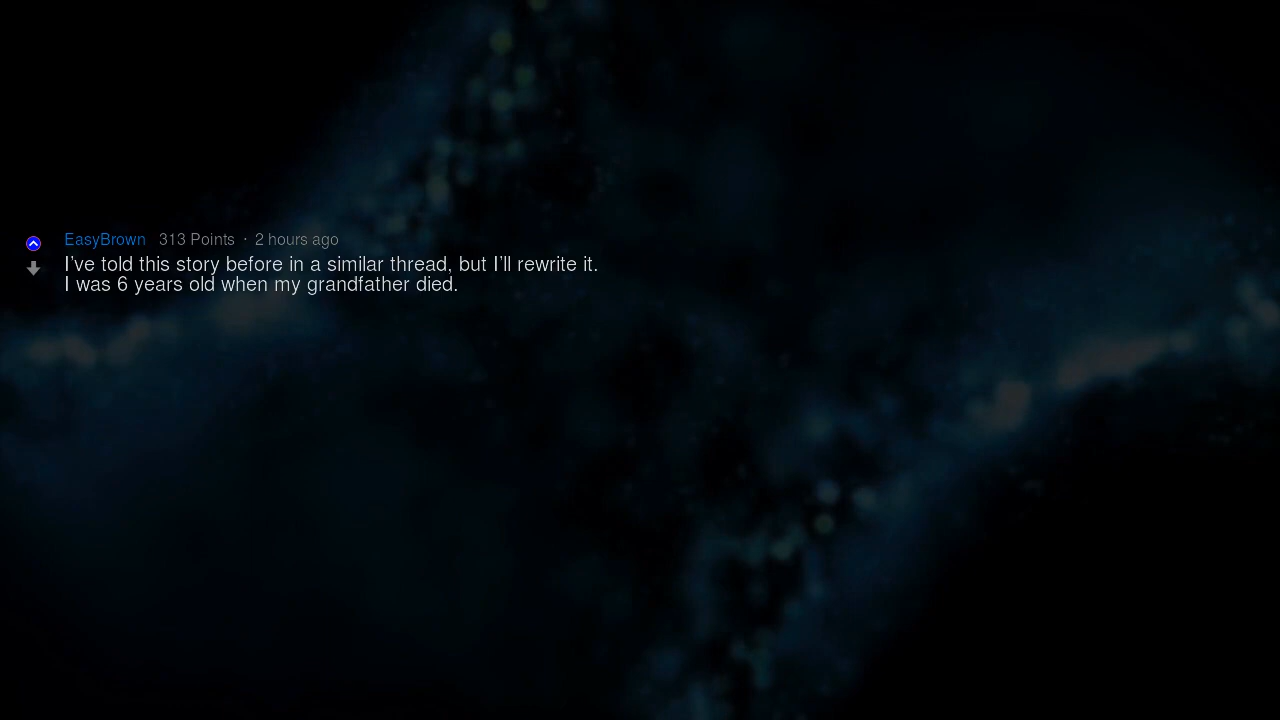 EasyBrown 313 Points · 2 hours ago
I've told this story before in a similar thread, but I'll rewrite it.
I was 6 years old when my grandfather died.